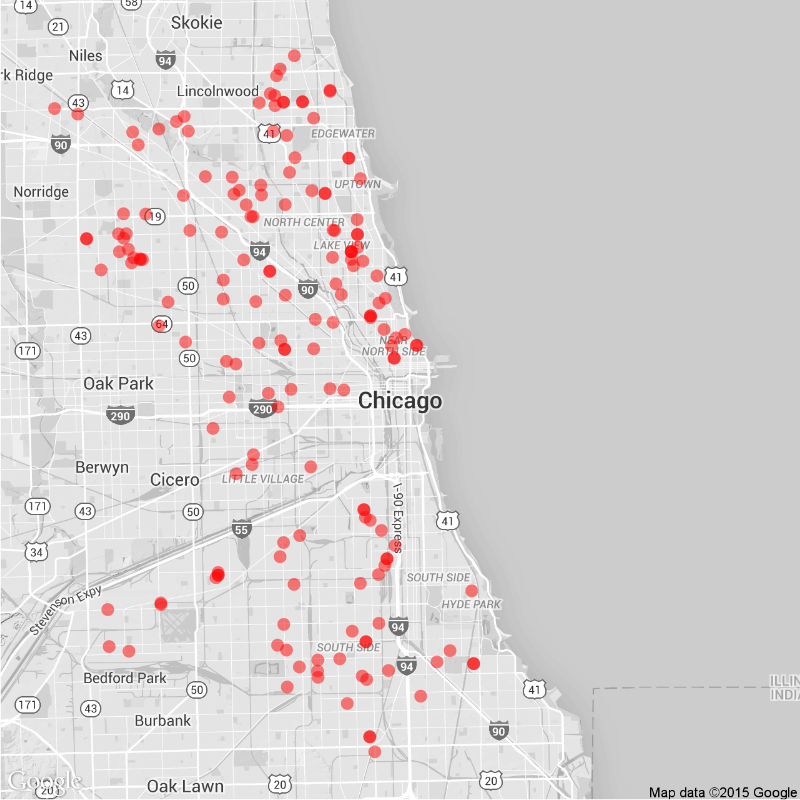 14
58
21
Skokie
Niles
94
rk Ridge
14
Lincolnwood
43
41
EDGEWATER
90
Norridge
UPTOWN
19
NORTH CENTER
94
LAKE VIEW
41
50
90
64
43
NEAR
NORTH SIDE
171
50
Oak Park
Chicago
290
290
Berwyn
Cicero
LITTLE VILLAGE
171
43
50
I-90 Express
41
55
34
SOUTH SIDE
HYDE PARK
Stevenson Expy
94
SOUTH SIDE
94
Bedford Park
ILLIN
INDIA
50
41
171
43
Burbank
90
Google
20
Oak Lawn
20
20
Map data ©2015 Google